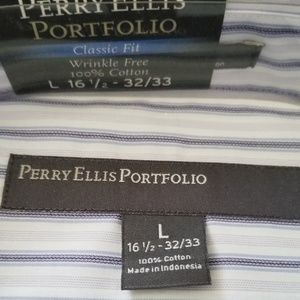 PERRY ELLIS
PORTFOLIO
Classic Fit
Wrinkle Free
100% Cotton
L 16 1/2 - 32/33
PERRY ELLIS PORTFOLIO
L
16 1/2 - 32/33
100% Cotton
Made in Indonesia